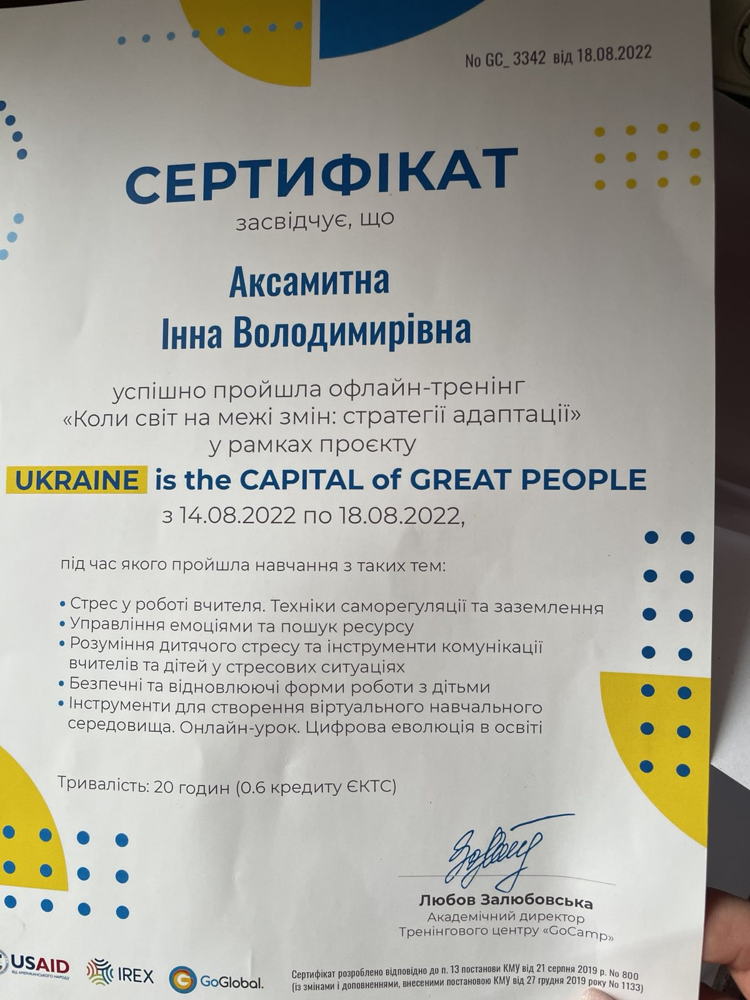 No GC_ 3342 від 18.08.2022
СЕРТИФІКАТ
засвідчує, що
Аксамитна
Інна Володимирівна
успішно пройшла офлайн-тренінг
«Коли світ на межі змін: стратегії адаптації»
у рамках проєкту
UKRAINE is the CAPITAL of GREAT PEOPLE
з 14.08.2022 по 18.08.2022,
під час якого пройшла навчання з таких тем:
• Стрес у роботі вчителя. Техніки саморегуляції та заземлення
• Управління емоціями та пошук ресурсу
• Розуміння дитячого стресу та інструменти комунікації
вчителів та дітей у стресових ситуаціях
• Безпечні та відновлюючі форми роботи з дітьми
• Інструменти для створення віртуального навчального
середовища. Онлайн-урок. Цифрова еволюція в освіті
Тривалість: 20 годин (0.6 кредиту ЄКТС)
Любов Залюбовська
Академічний директор
Тренінгового центру «GoCamp»
USAID
ВІД АМЕРИКАНСЬКОГО НАРОДУ
IREX
GoGlobal.
Сертифікат розроблено відповідно до п. 13 постанови КМУ від 21 серпня 2019 р. No 800
(із змінами і доповненнями, внесеними постановою КМУ від 27 грудня 2019 року No 1133)